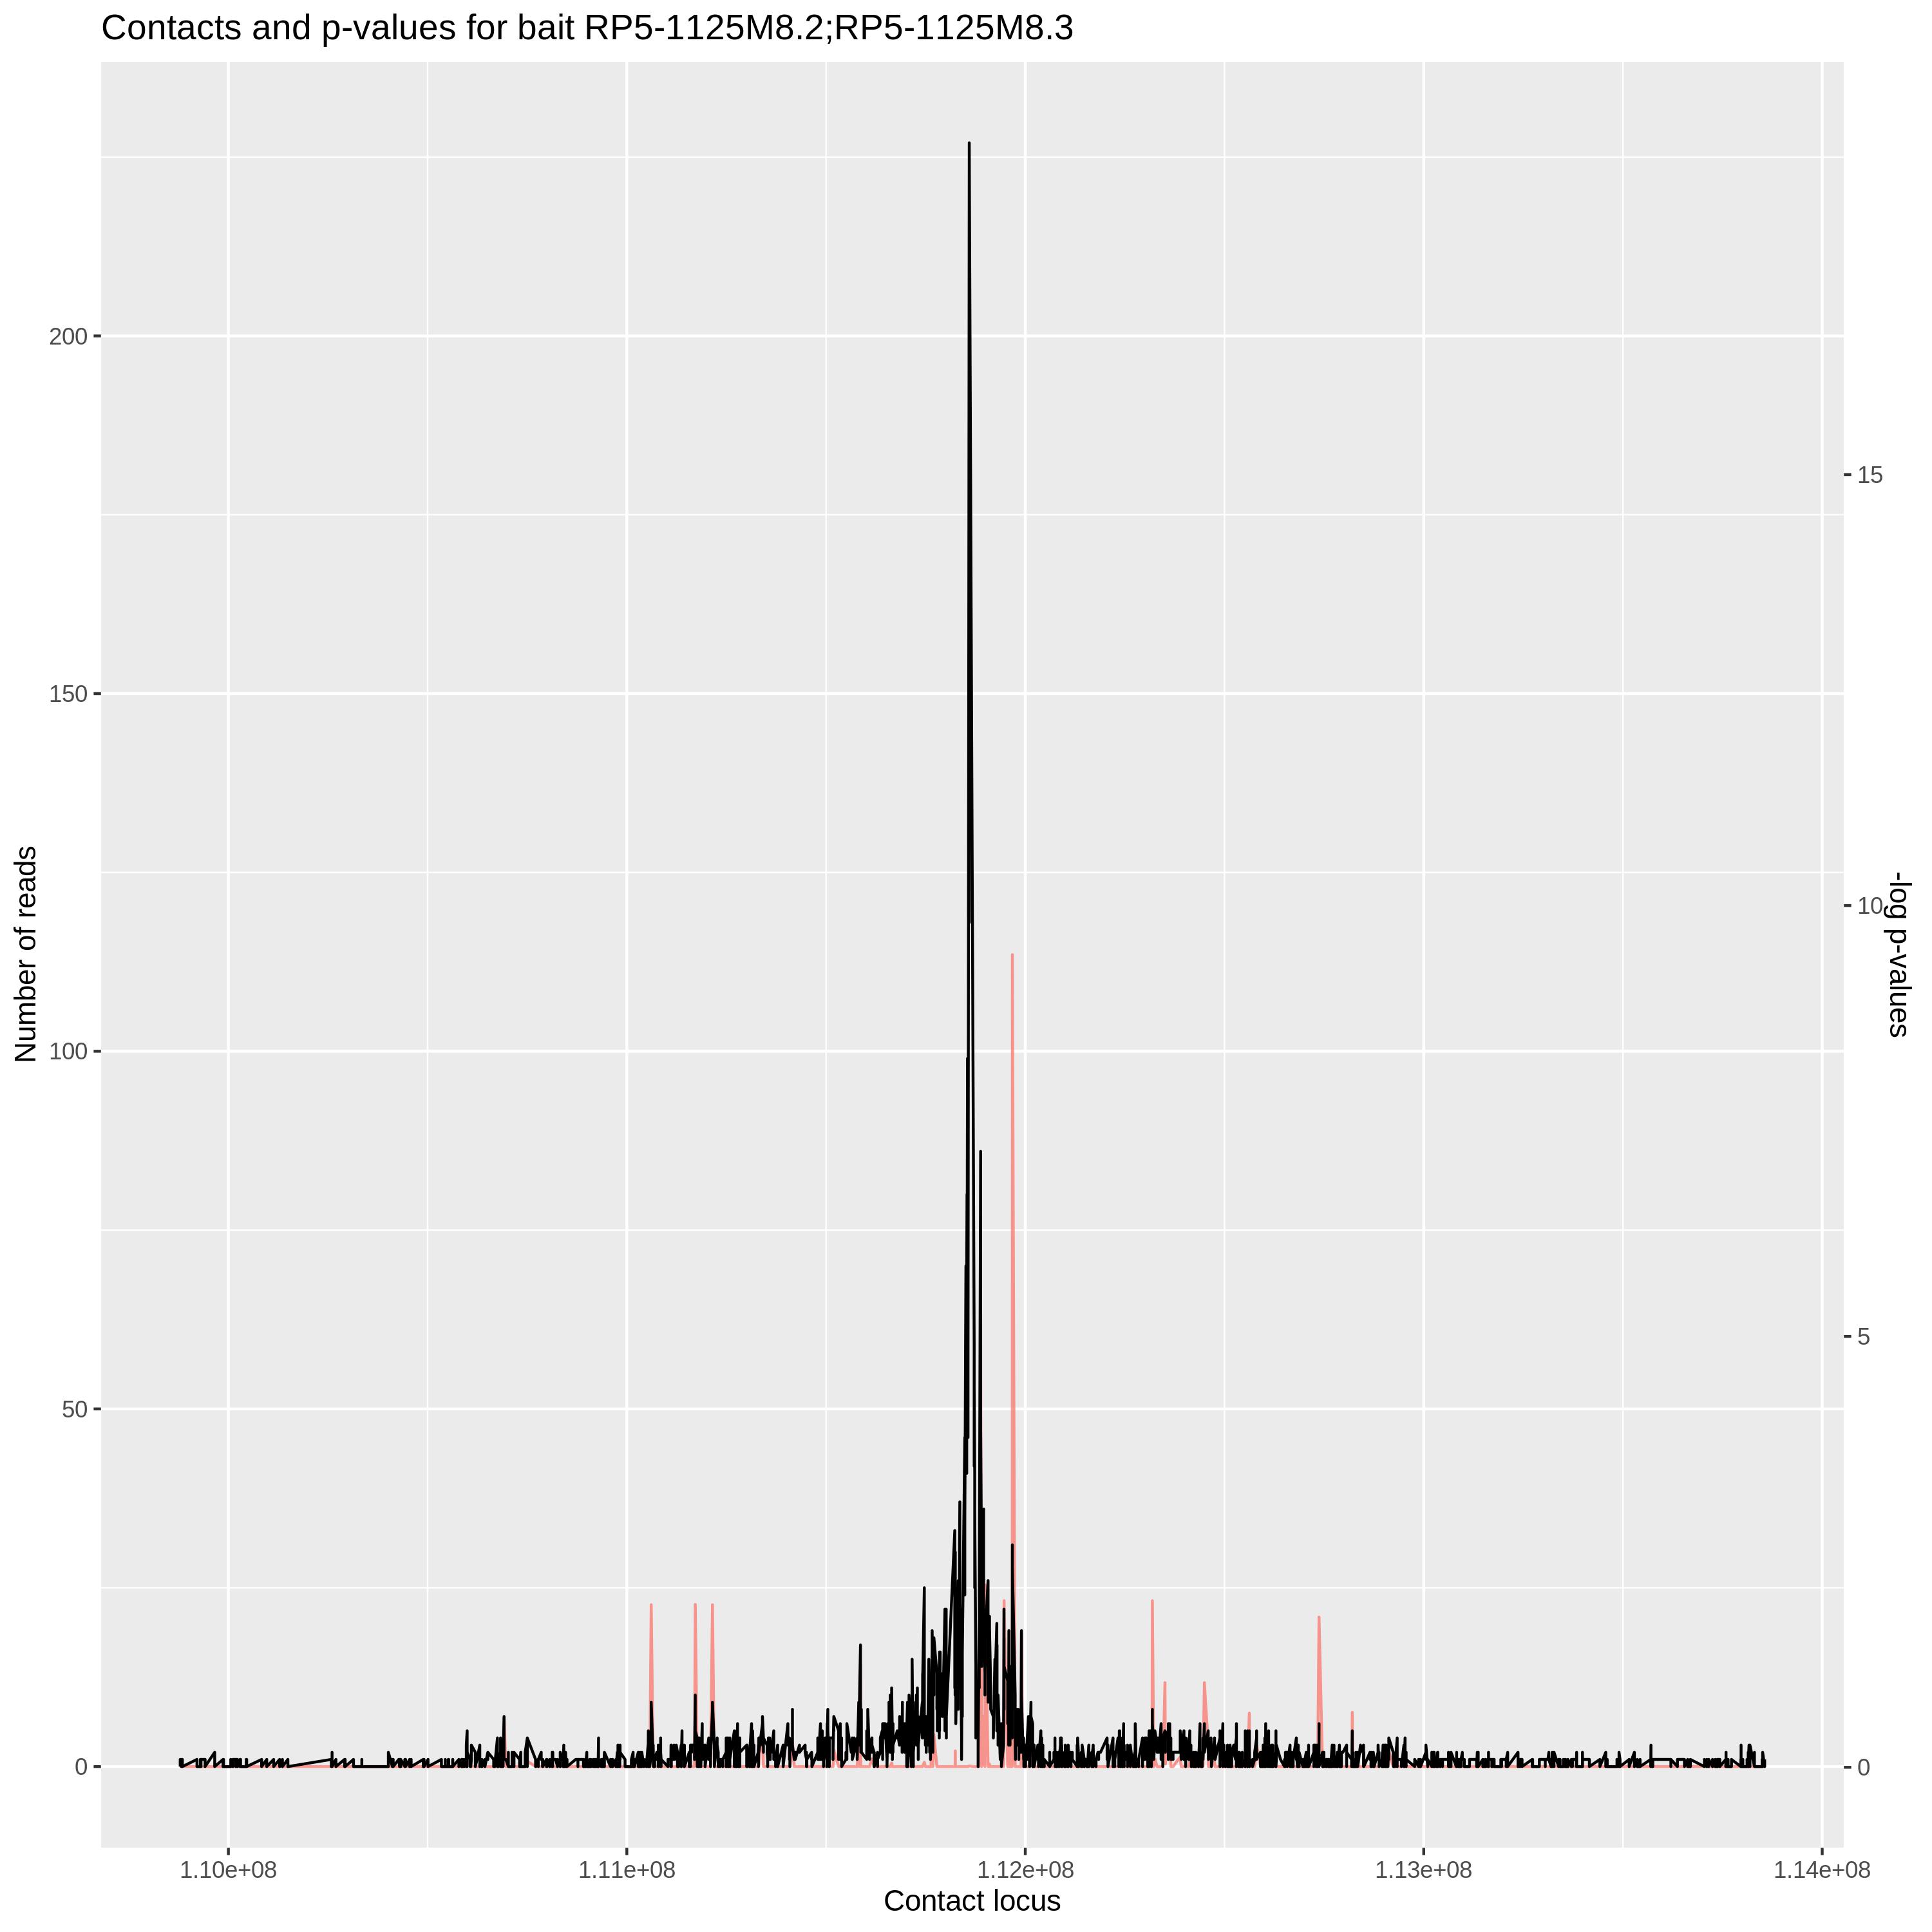 Contacts and p-values for bait RP5-1125M8.2;RP5-1125M8.3
Number of reads
200
150
100
50
0
15
10
5
0
-log p-values
1.10e+08 1.11e+08 1.12e+08 1.13e+08 1.14e+08
Contact locus